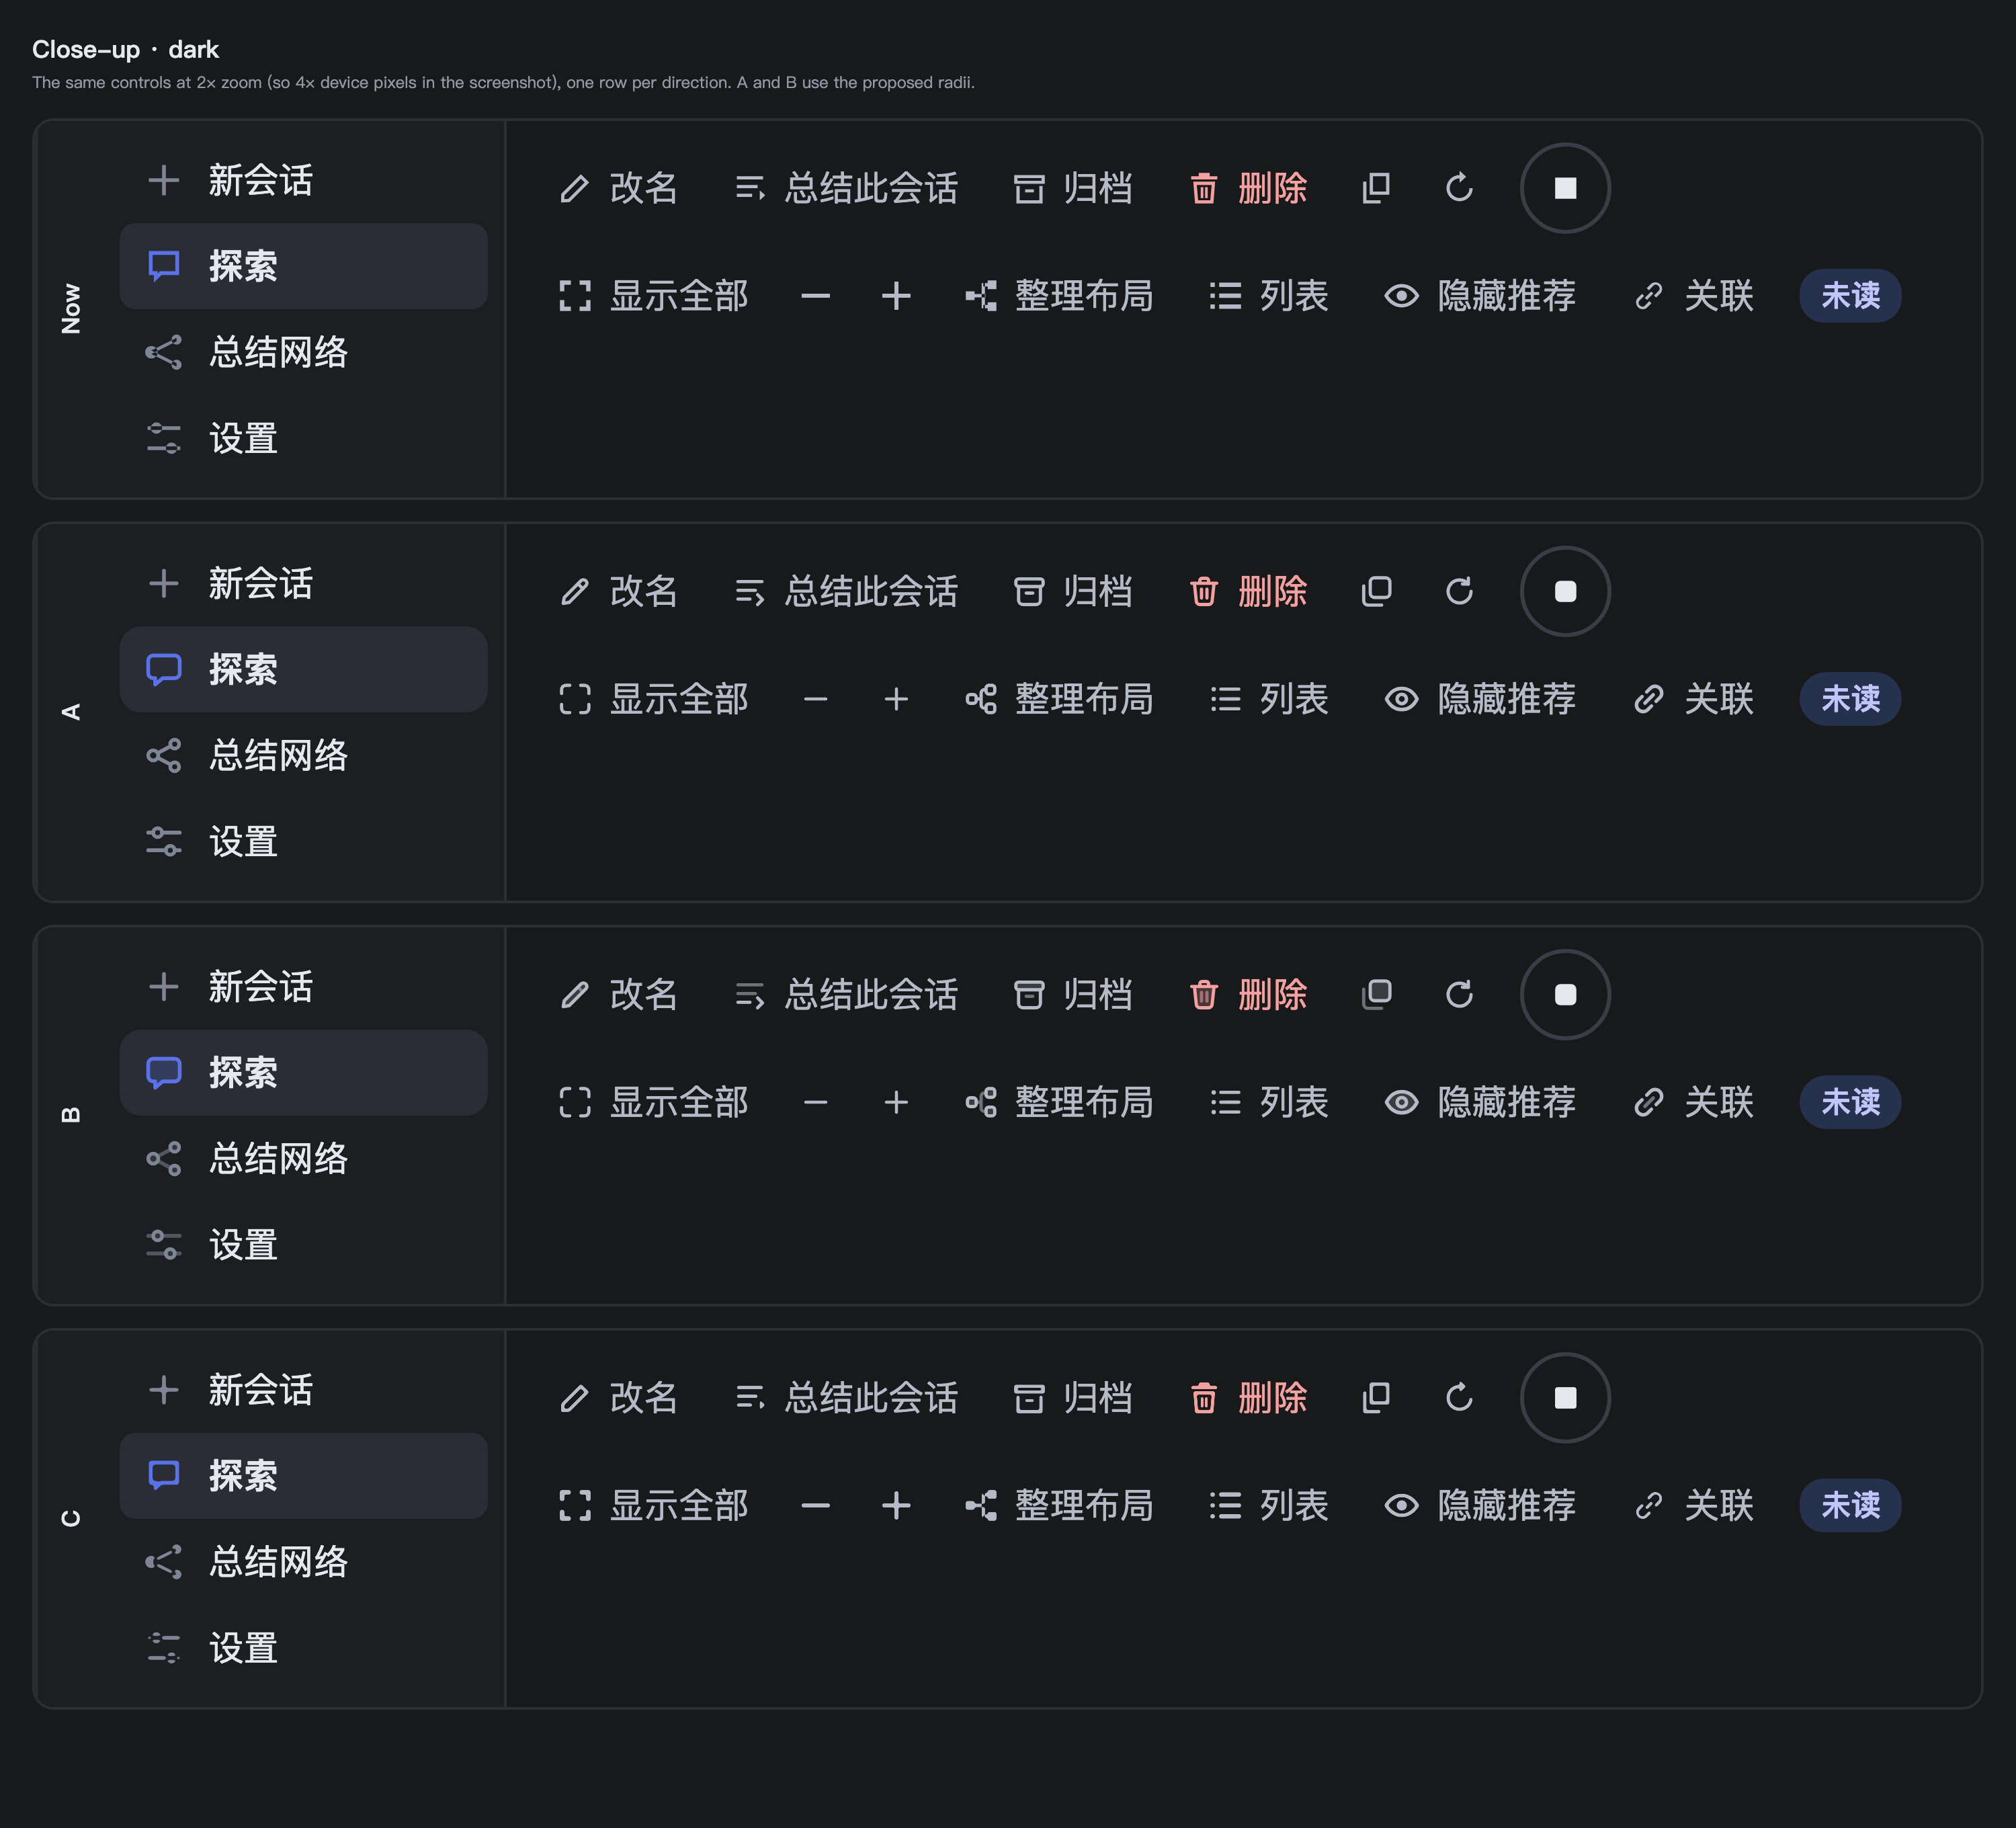 Close-up · dark
The same controls at 2× zoom (so 4× device pixels in the screenshot), one row per direction. A and B use the proposed radii.
Now
新会话
探索
总结网络
设置
改名 总结此会话 归档 删除
显示全部 整理布局 列表 隐藏推荐 关联 未读
A
新会话
探索
总结网络
设置
改名 总结此会话 归档 删除
显示全部 整理布局 列表 隐藏推荐 关联 未读
B
新会话
探索
总结网络
设置
改名 总结此会话 归档 删除
显示全部 整理布局 列表 隐藏推荐 关联 未读
C
新会话
探索
总结网络
设置
改名 总结此会话 归档 删除
显示全部 整理布局 列表 隐藏推荐 关联 未读